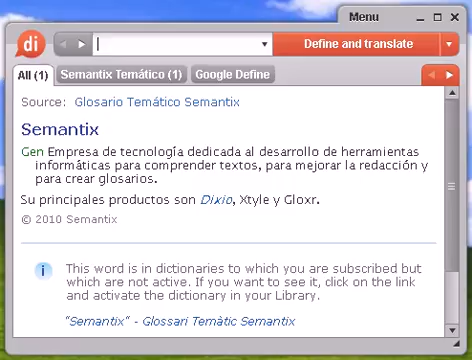 Menu
di
Define and translate
All (1)
Semantix Temático (1)
Google Define
Source: Glosario Temático Semantix
Semantix
Gen Empresa de tecnología dedicada al desarrollo de herramientas
informáticas para comprender textos, para mejorar la redacción y
para crear glosarios.
Su principales productos son Dixio, Xtyle y Gloxr.
© 2010 Semantix
i
This word is in dictionaries to which you are subscribed but
which are not active. If you want to see it, click on the link
and activate the dictionary in your Library.
"Semantix" - Glossari Temàtic Semantix